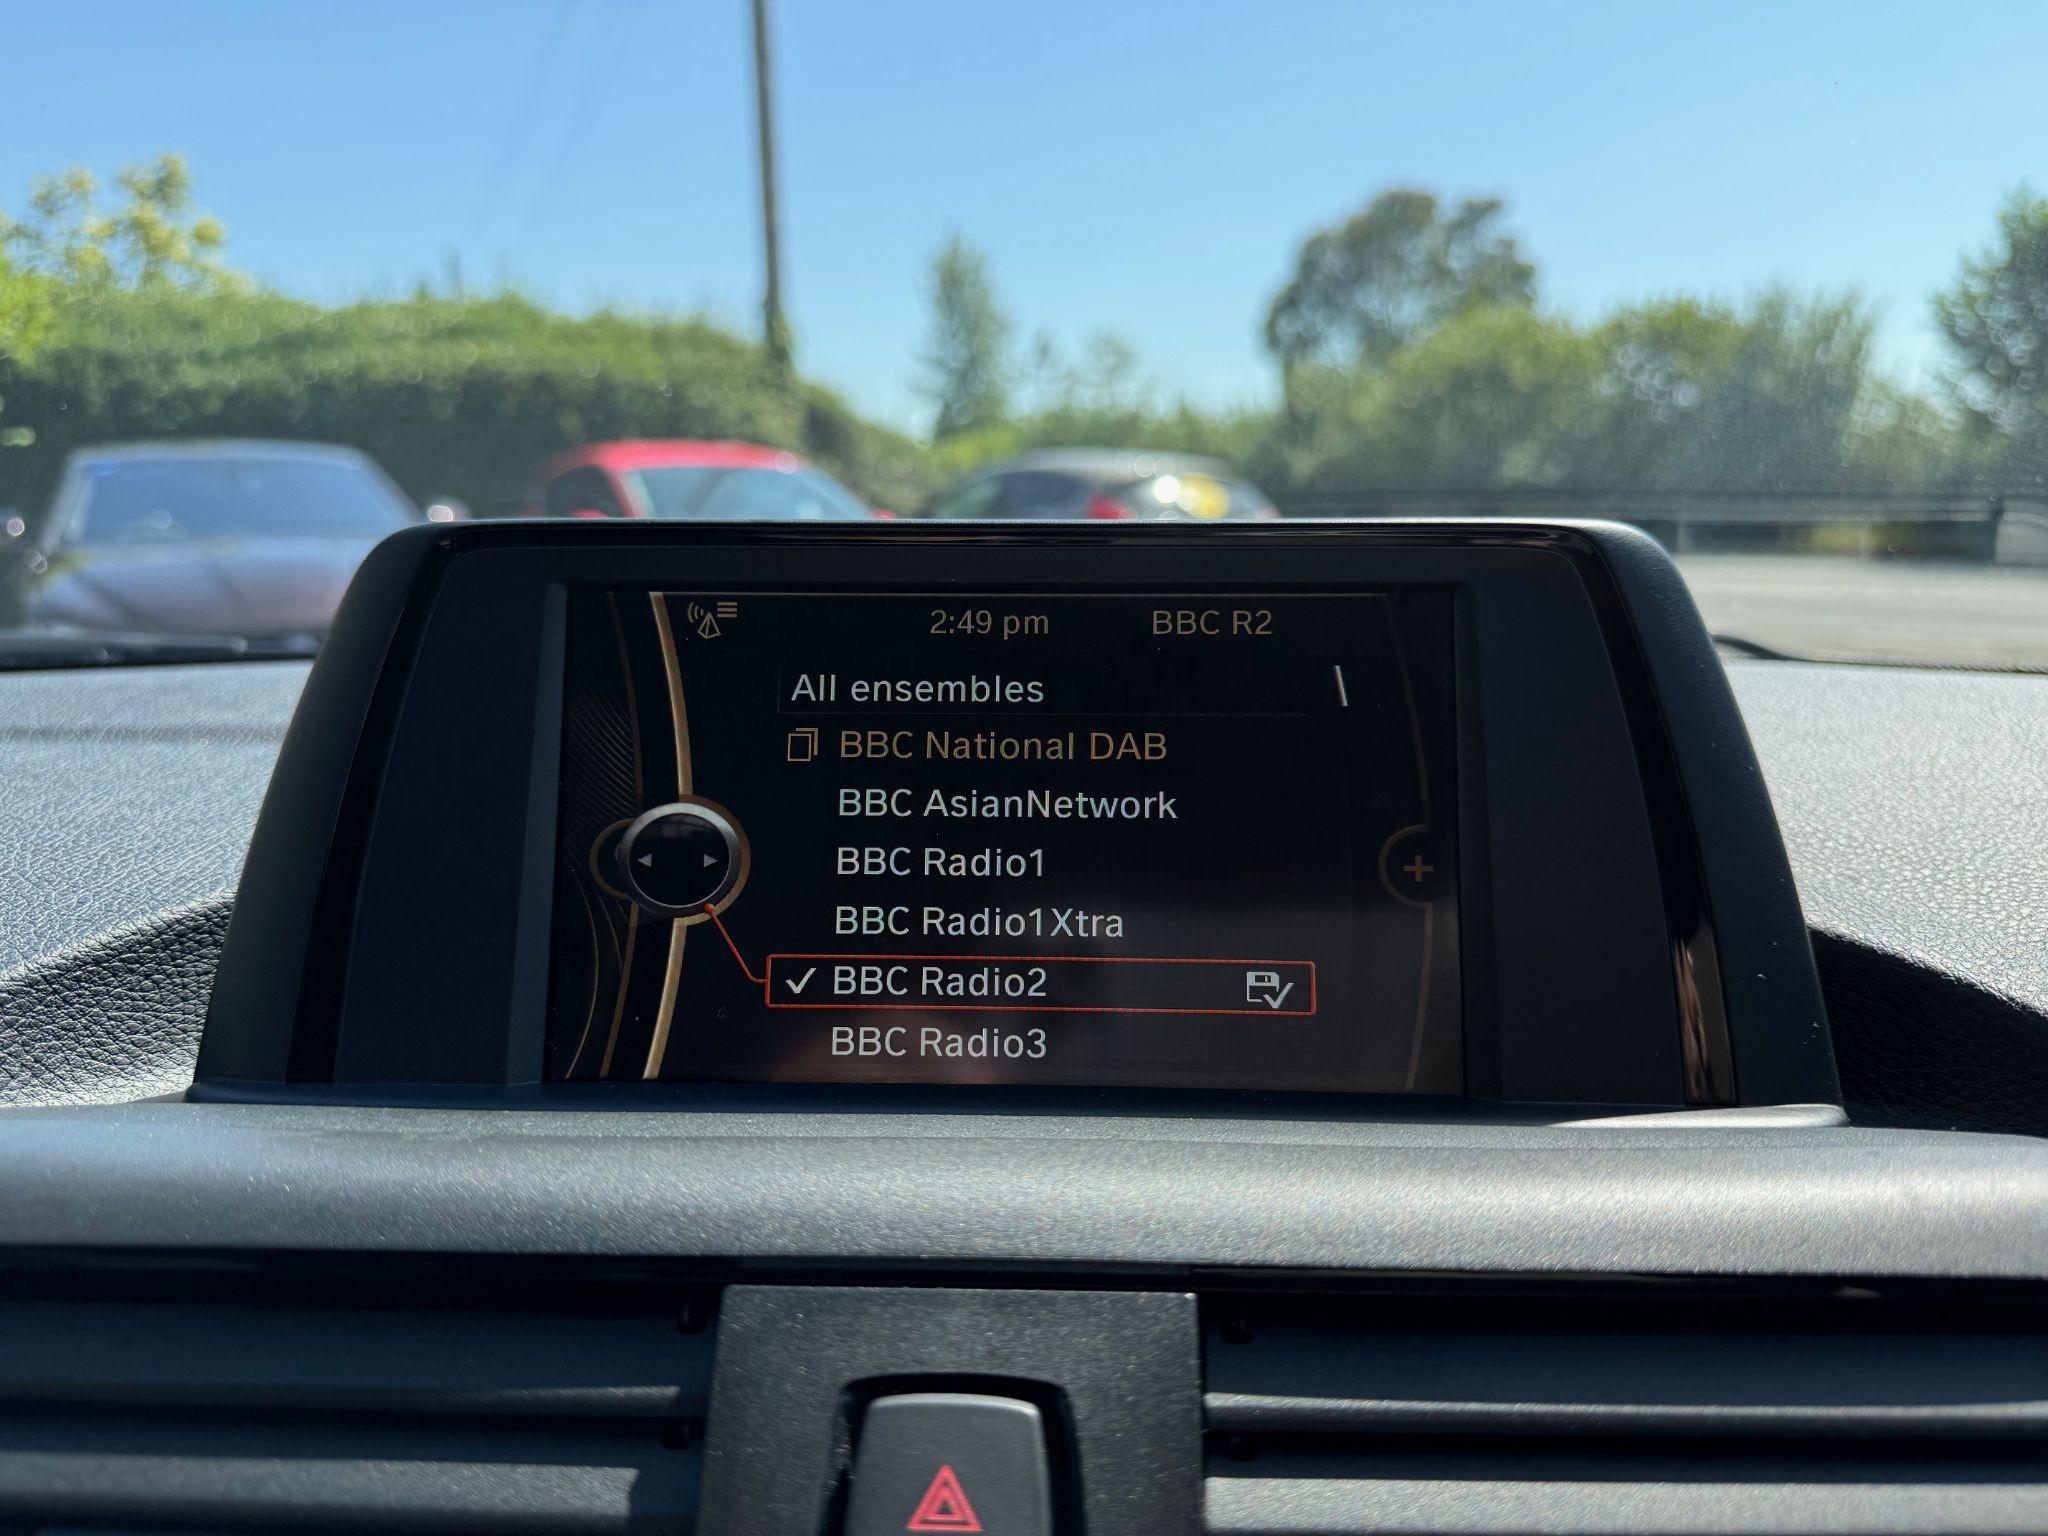 2:49 pm BBC R2
All ensembles
BBC National DAB
BBC AsianNetwork
BBC Radio1
BBC Radio1Xtra
BBC Radio2
BBC Radio3